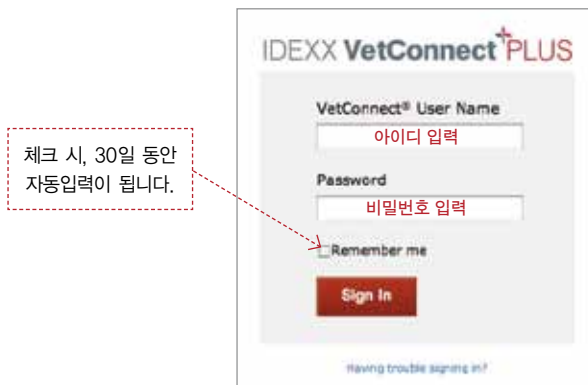 IDEXX VetConnect PLUS
VetConnect® User Name
아이디 입력
체크 시, 30일 동안
자동입력이 됩니다.
Password
비밀번호 입력
Remember me
Sign In
Having trouble signing in?